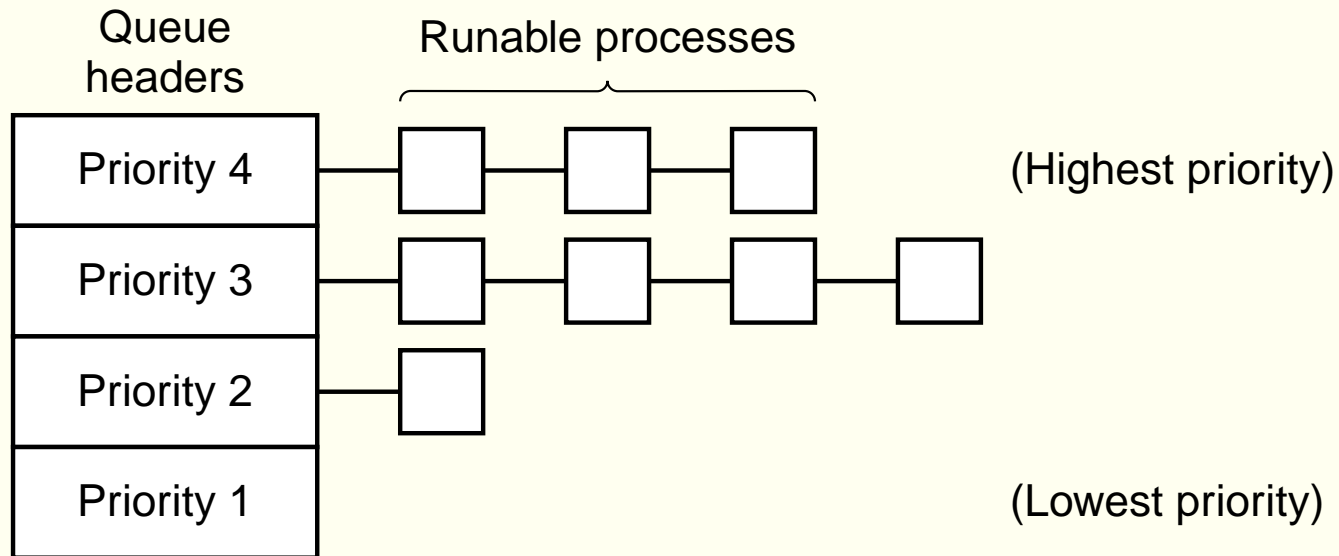 Queue
headers
Runable processes
Priority 4
(Highest priority)
Priority 3
Priority 2
Priority 1
(Lowest priority)